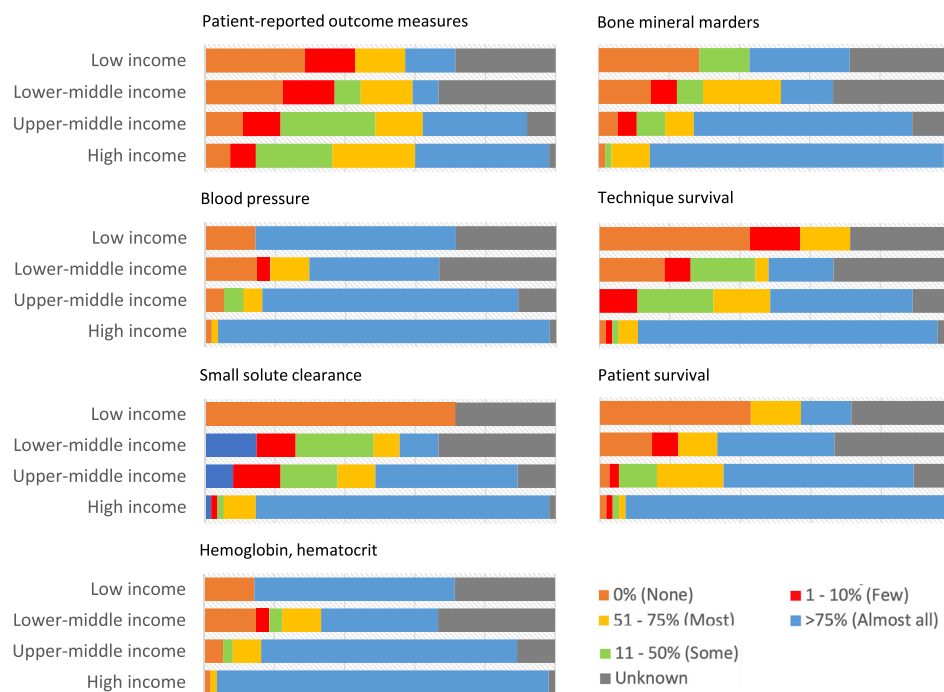 Patient-reported outcome measures
Bone mineral marders
Low income
Lower-middle income
Upper-middle income
High income
Blood pressure
Technique survival
Low income
Lower-middle income
Upper-middle income
High income
Small solute clearance
Patient survival
Low income
Lower-middle income
Upper-middle income
High income
Hemoglobin, hematocrit
Low income
Lower-middle income
Upper-middle income
High income
0% (None)
1 - 10% (Few)
51 - 75% (Most)
>75% (Almost all)
11 - 50% (Some)
Unknown